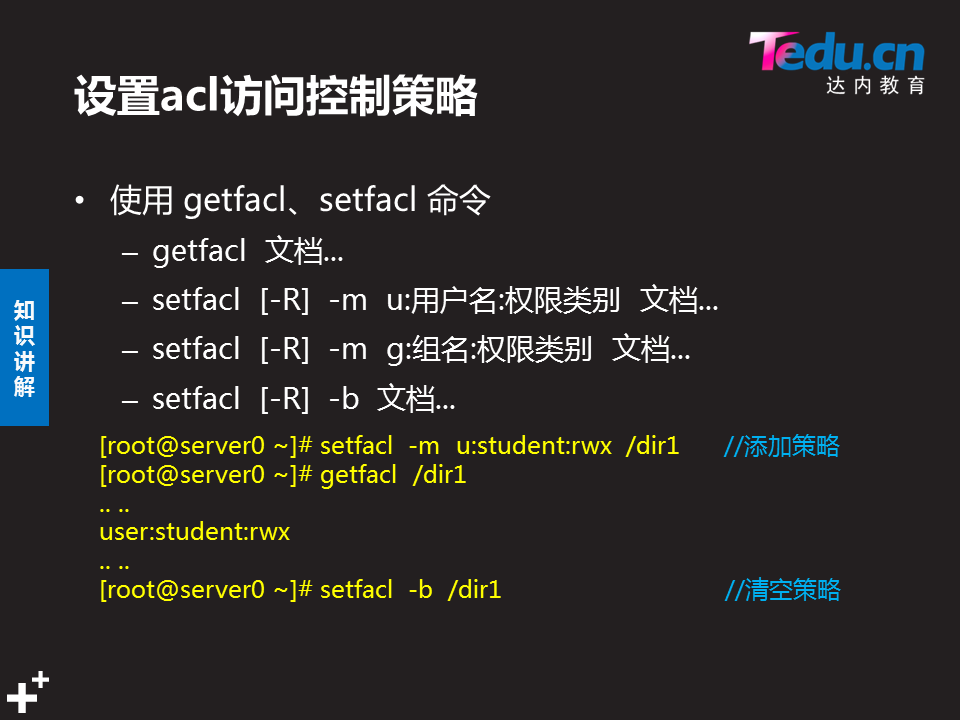 Tedu.cn
达内教育
设置acl访问控制策略
• 使用 getfacl、setfacl 命令
– getfacl 文档...
– setfacl [-R] -m u:用户名:权限类别 文档...
– setfacl [-R] -m g:组名:权限类别 文档...
– setfacl [-R] -b 文档...
知识讲解
[root@server0 ~]# setfacl -m u:student:rwx /dir1 //添加策略
[root@server0 ~]# getfacl /dir1
.. ..
user:student:rwx
.. ..
[root@server0 ~]# setfacl -b /dir1 //清空策略